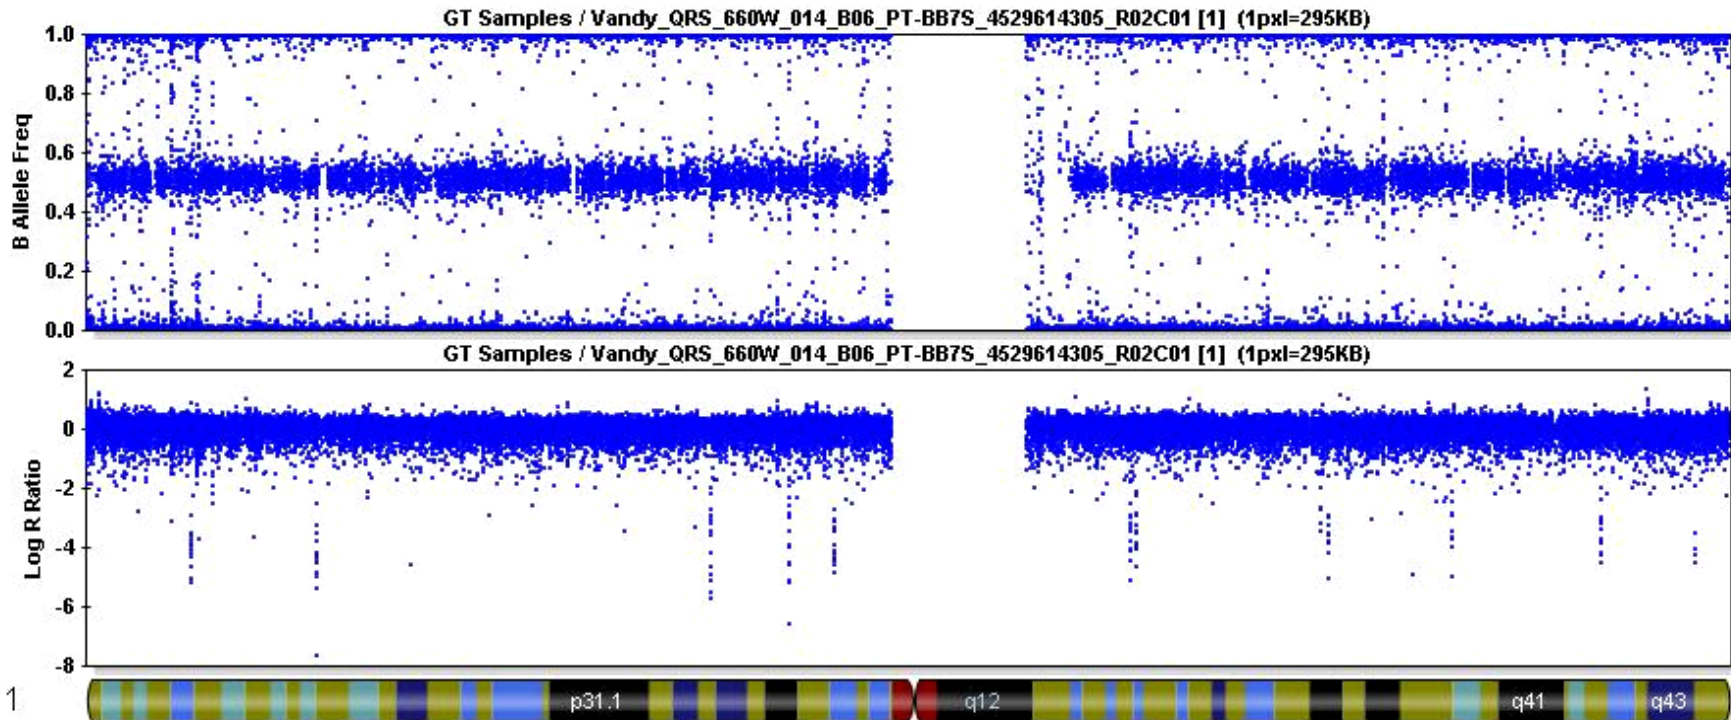 GT Samples / Vandy_QRS_660W_014_B06_PT-BB7S_4529614305_R02C01 [1] (1pxl=295KB)
B Allele Freq
1.0
0.8
0.6
0.4
0.2
0.0
GT Samples / Vandy_QRS_660W_014_B06_PT-BB7S_4529614305_R02C01 [1] (1pxl=295KB)
Log R Ratio
2
0
-2
-4
-6
-8
1 p31.1 q12 q41 q43